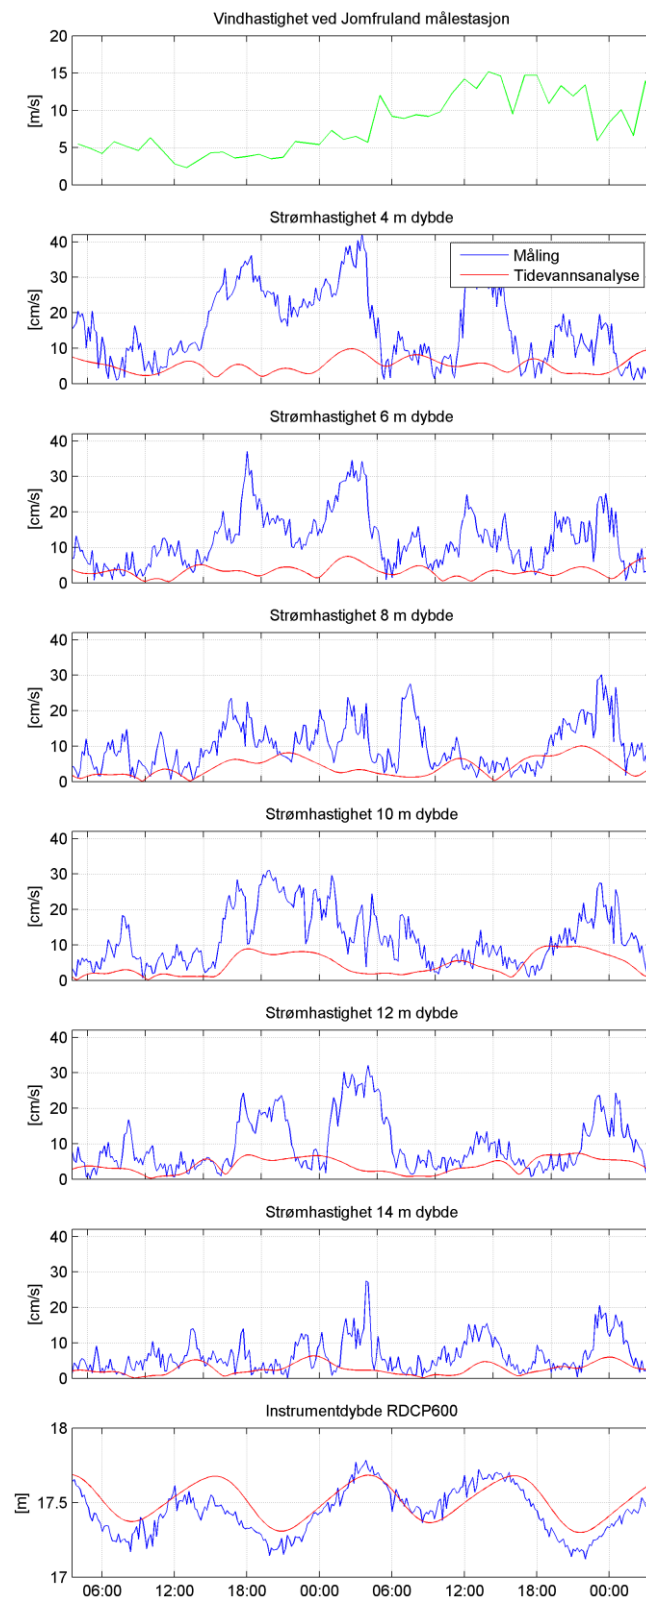 Vindhastighet ved Jomfruland målestasjon
20
15
10
5
0
[m/s]
Strømhastighet 4 m dybde
40
30
20
10
0
[cm/s]
Måling
Tidevannsanalyse
Strømhastighet 6 m dybde
40
30
20
10
0
[cm/s]
Strømhastighet 8 m dybde
40
30
20
10
0
[cm/s]
Strømhastighet 10 m dybde
40
30
20
10
0
[cm/s]
Strømhastighet 12 m dybde
40
30
20
10
0
[cm/s]
Strømhastighet 14 m dybde
40
30
20
10
0
[cm/s]
Instrumentdybde RDCP600
18
17.5
17
[m]
06:00 12:00 18:00 00:00 06:00 12:00 18:00 00:00